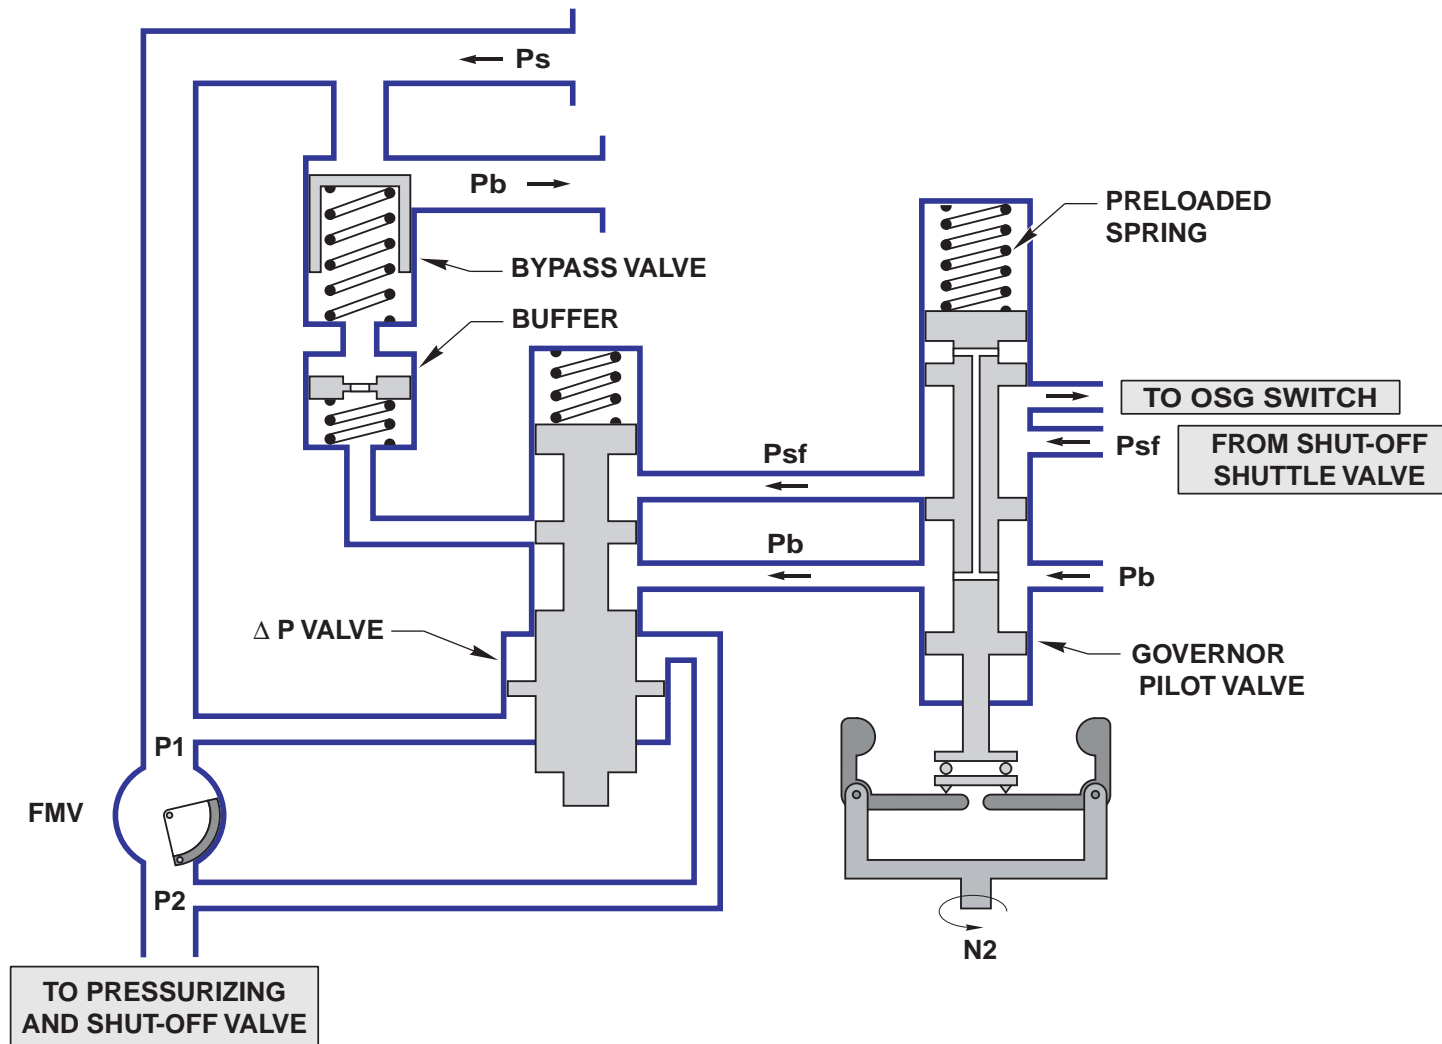 Ps
Pb
PRELOADED
SPRING
BYPASS VALVE
BUFFER
TO OSG SWITCH
Psf
Psf
FROM SHUT-OFF
SHUTTLE VALVE
Pb
Pb
Δ P VALVE
GOVERNOR
PILOT VALVE
P1
FMV
P2
N2
TO PRESSURIZING
AND SHUT-OFF VALVE